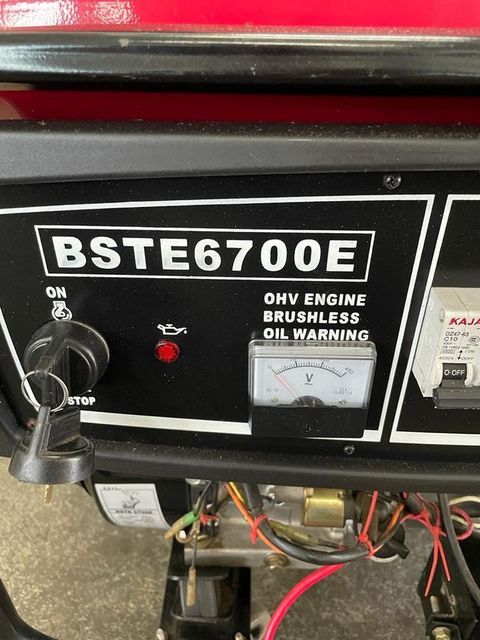 BSTE6700E
ON
STOP
OHV ENGINE
BRUSHLESS
OIL WARNING
V
KAJA
DZ47-63
C10
O·OFF